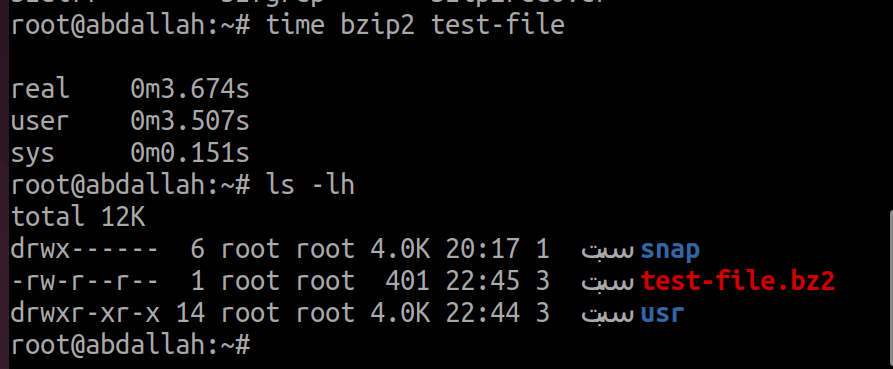 root@abdallah:~# time bzip2 test-file
real    0m3.674s
user    0m3.507s
sys     0m0.151s
root@abdallah:~# ls -lh
total 12K
drwx------  6 root root 4.0K 20:17 1  سبت snap
-rw-r--r--  1 root root  401 22:45 3  سبت test-file.bz2
drwxr-xr-x 14 root root 4.0K 22:44 3  سبت usr
root@abdallah:~#